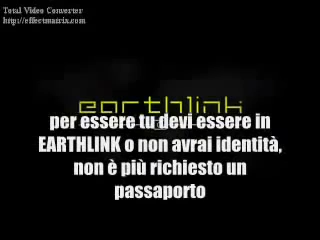 Total Video Converter
http://effectmatrix.com
earthlink
per essere tu devi essere in
EARTHLINK o non avrai identità,
non è più richiesto un
passaporto